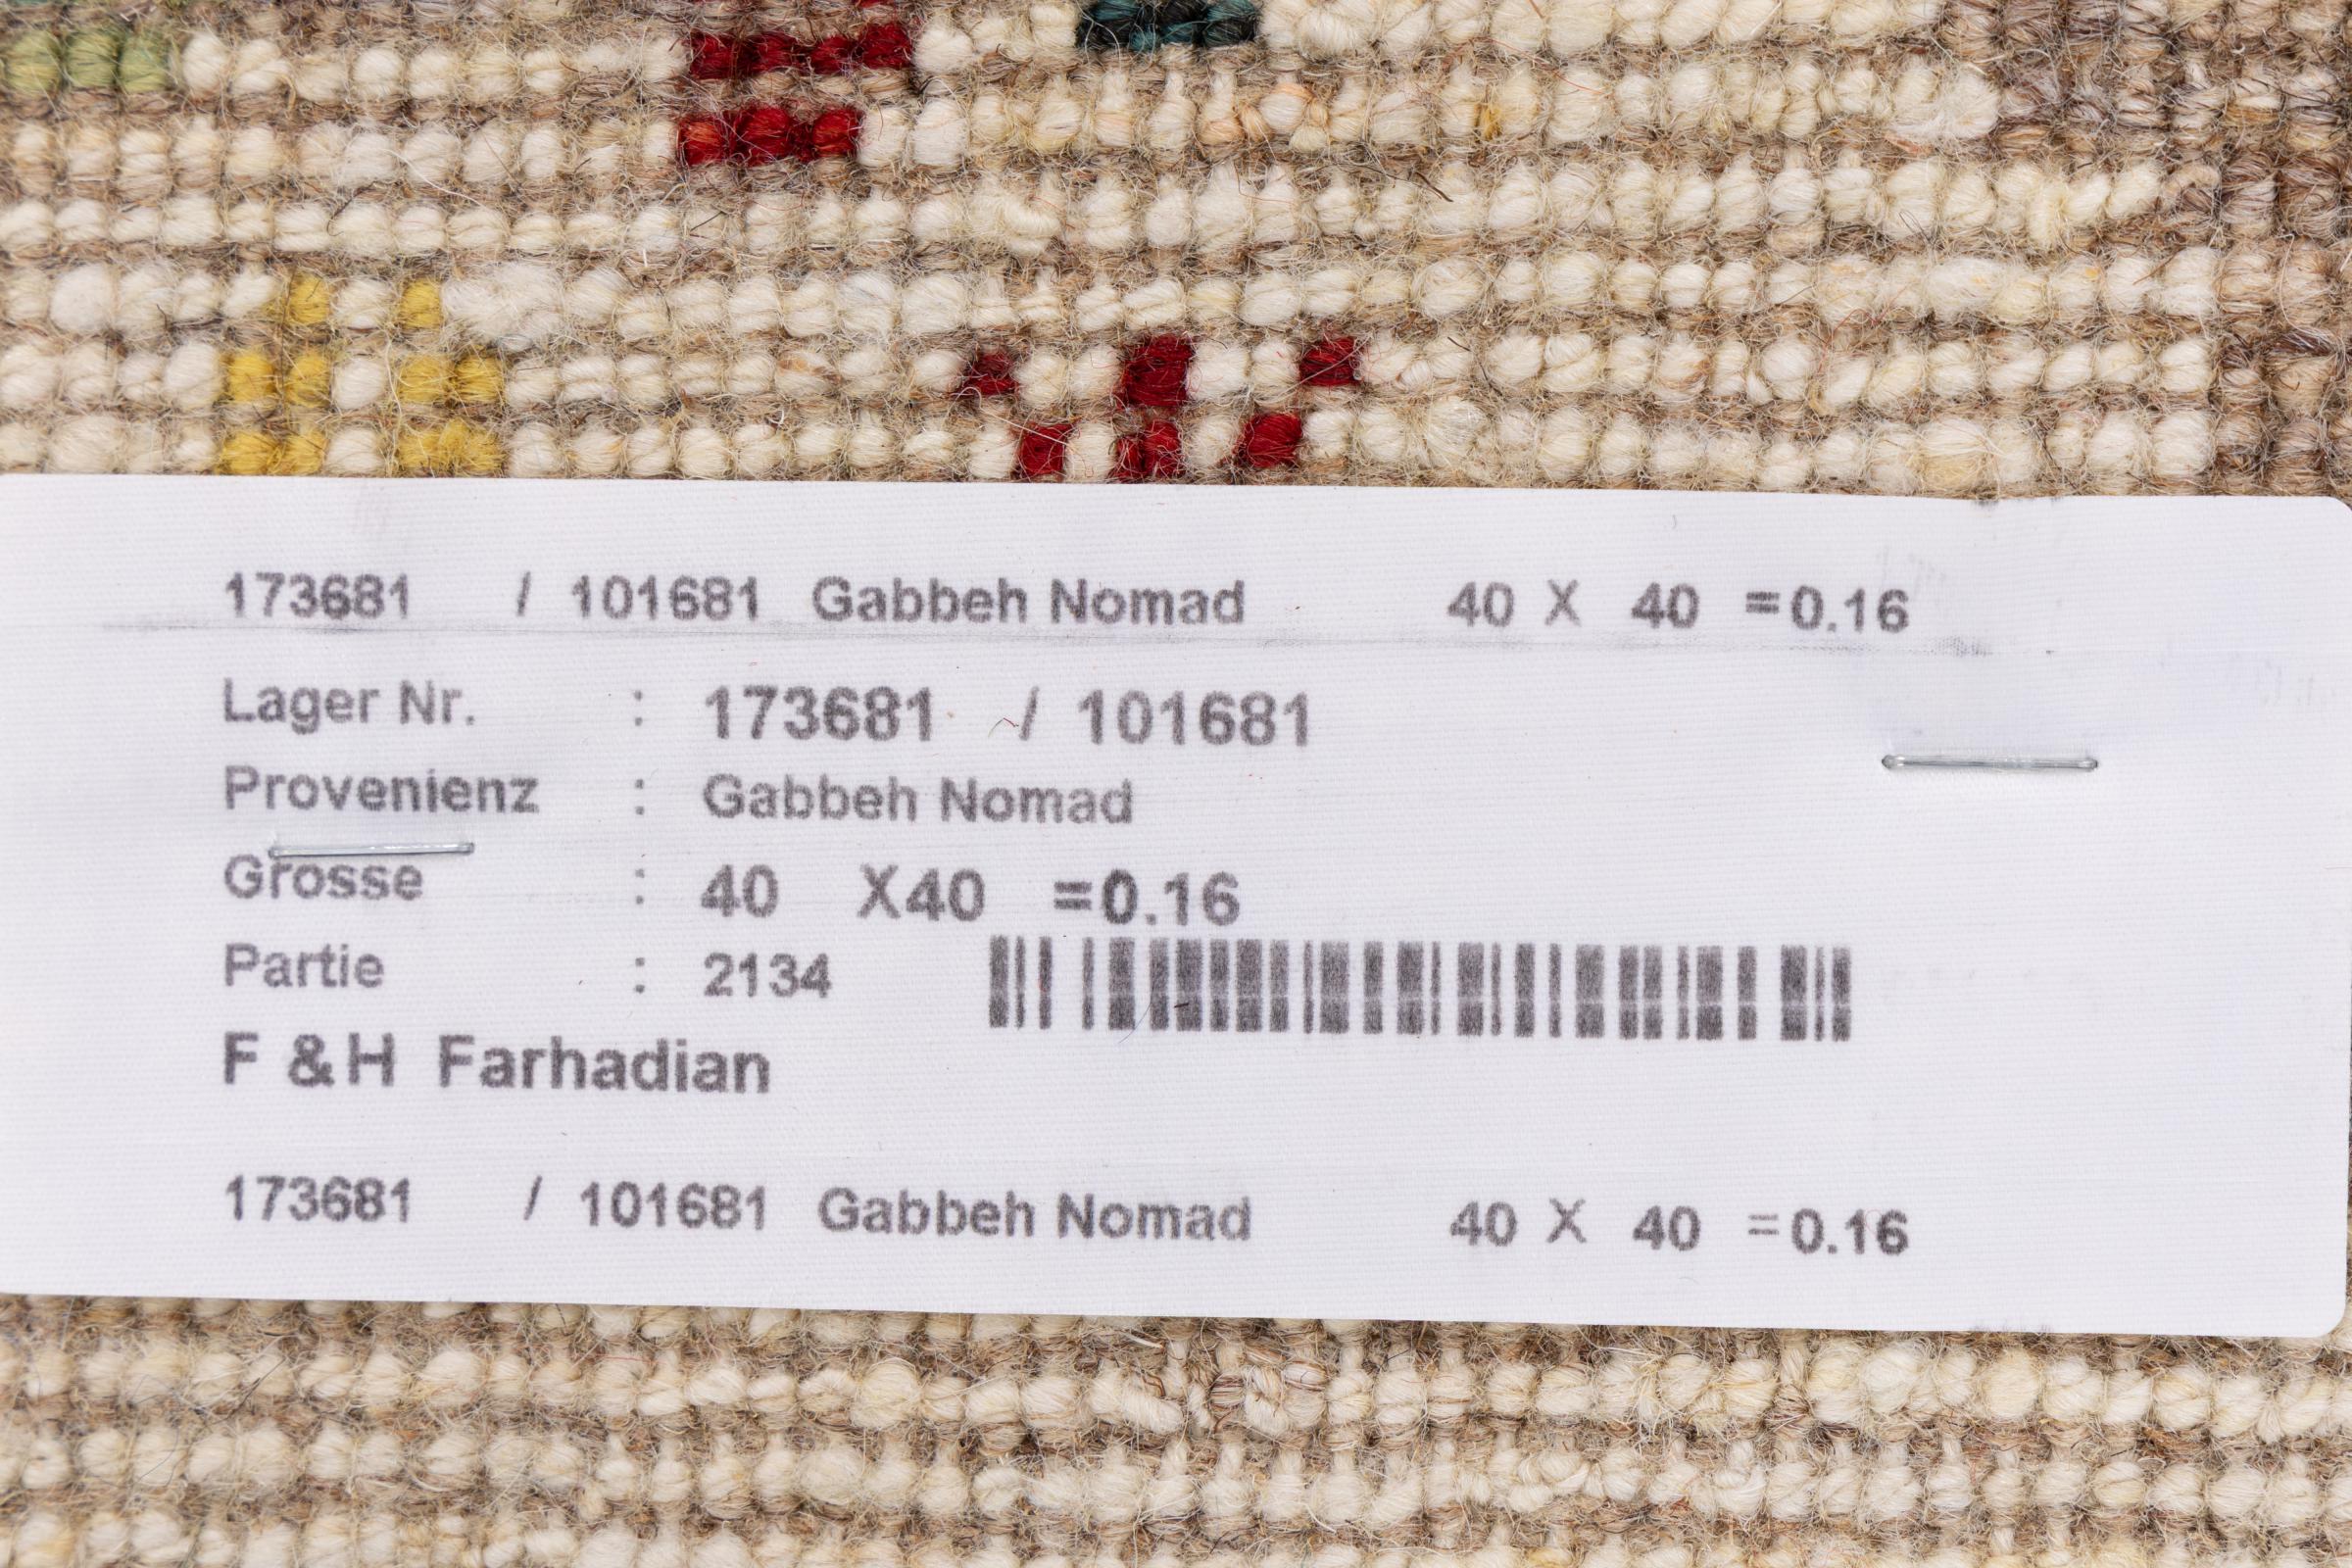 173681 / 101681 Gabbeh Nomad 40 X 40 =0.16
Lager Nr. : 173681 / 101681
Provenienz : Gabbeh Nomad
Grosse : 40 X40 =0.16
Partie : 2134
F &H Farhadian
173681 / 101681 Gabbeh Nomad 40 X 40 =0.16